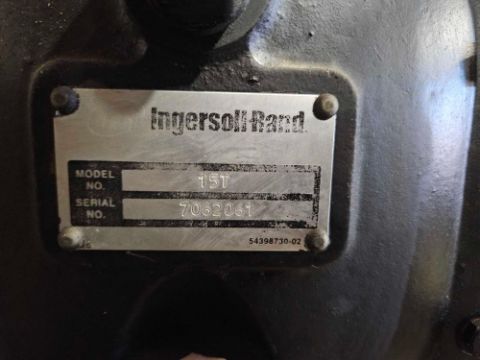 Ingersoll-Rand
MODEL NO. 15T
SERIAL NO. 7062061
54398730-02